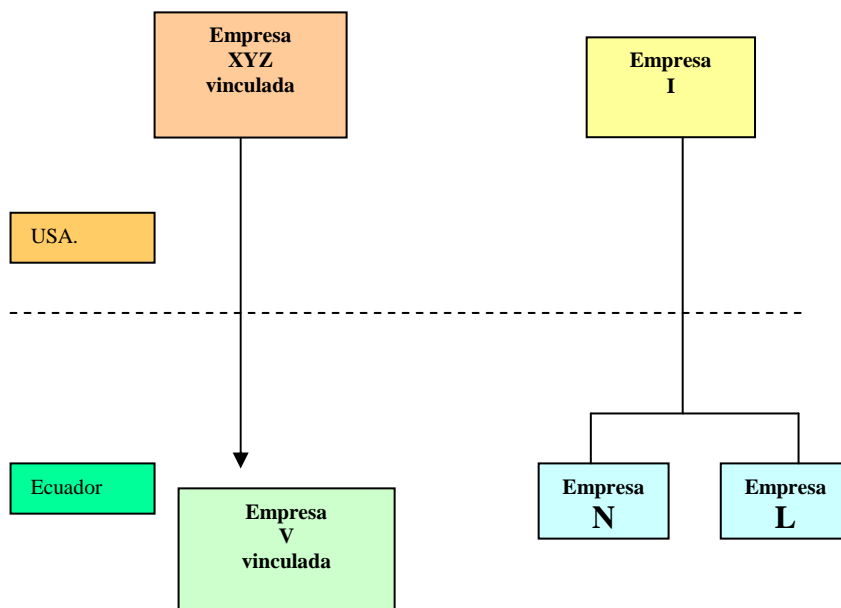 Empresa
XYZ
vinculada
Empresa
I
USA.
Ecuador
Empresa
V
vinculada
Empresa
N
Empresa
L